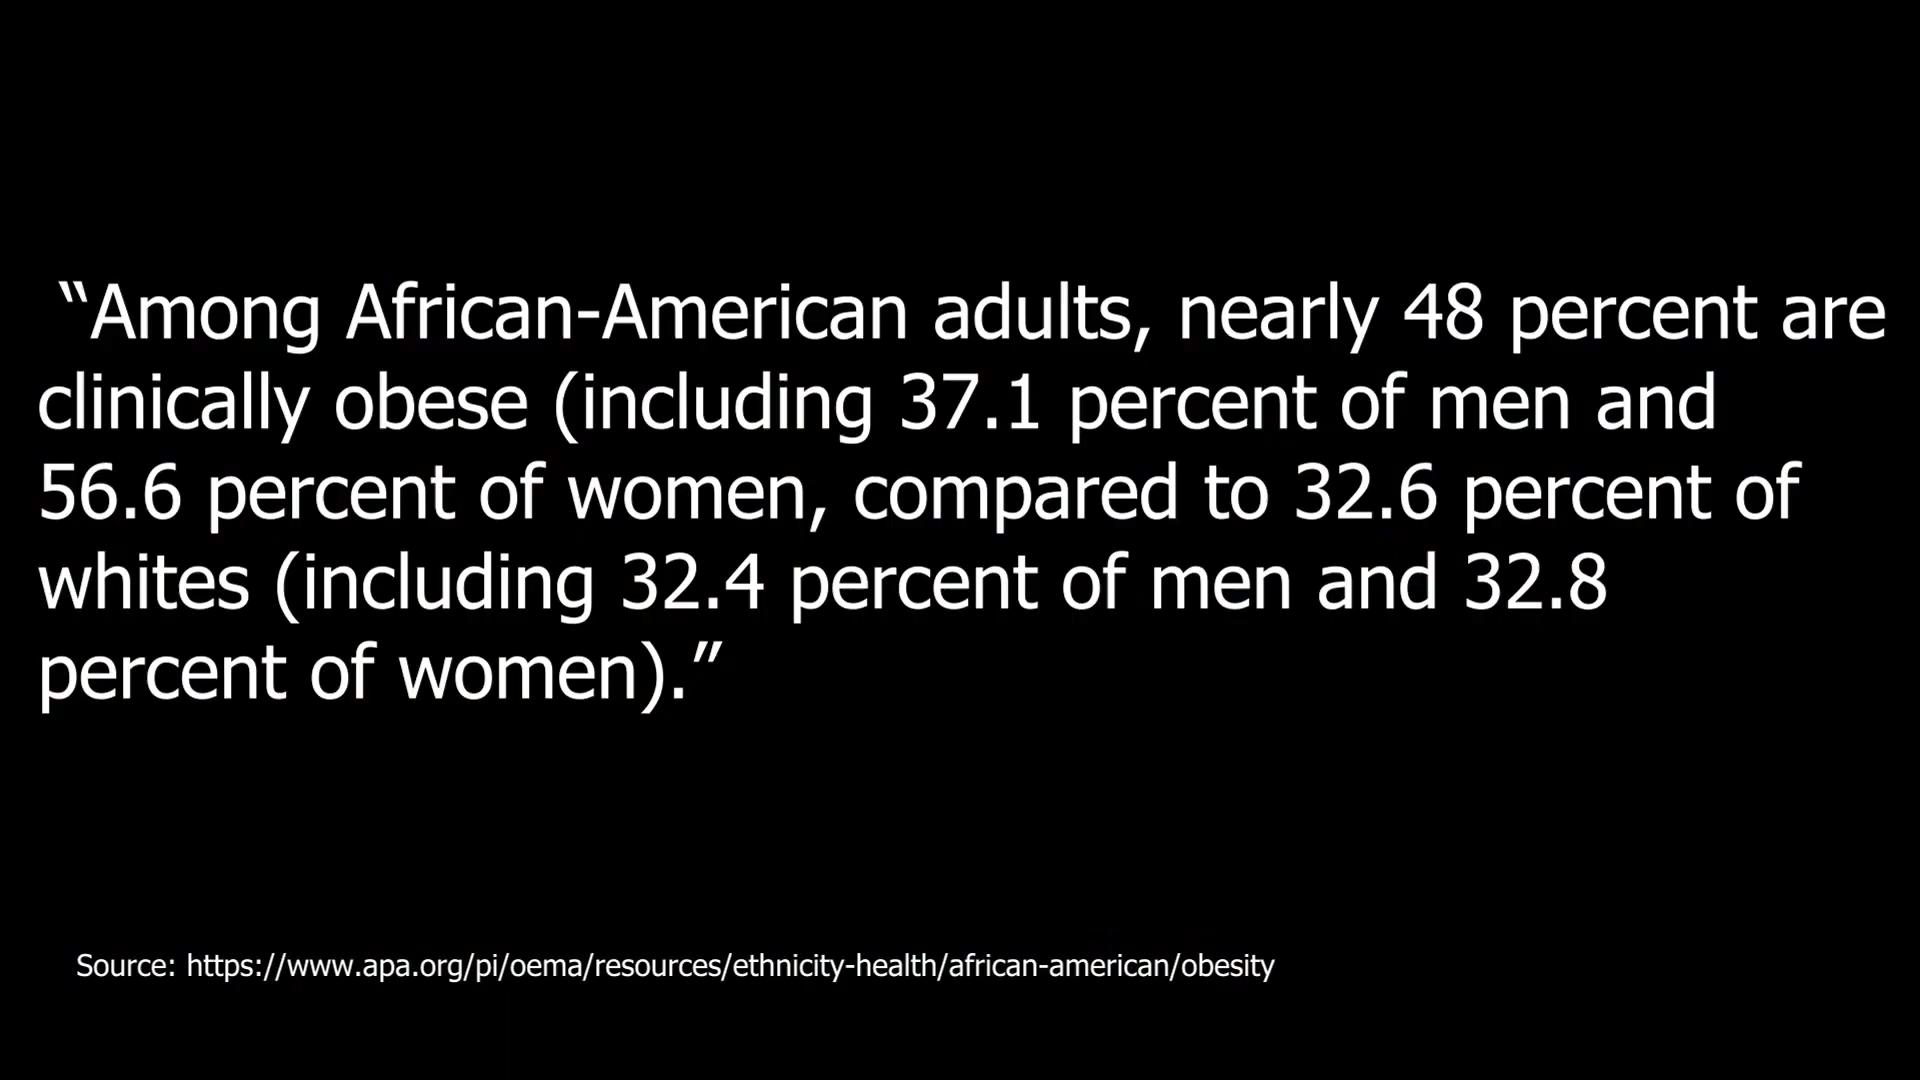 “Among African-American adults, nearly 48 percent are
clinically obese (including 37.1 percent of men and
56.6 percent of women, compared to 32.6 percent of
whites (including 32.4 percent of men and 32.8
percent of women).”
Source: https://www.apa.org/pi/oema/resources/ethnicity-health/african-american/obesity